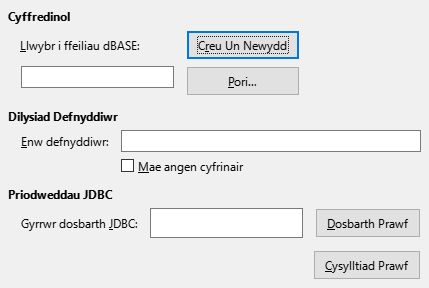 Cyffredinol
Llwybr i ffeiliau dBASE:
Creu Un Newydd
Pori...
Dilysiad Defnyddiwr
Enw defnyddiwr:
Mae angen cyfrinair
Priodweddau JDBC
Gyrrwr dosbarth JDBC:
Dosbarth Prawf
Cysylltiad Prawf